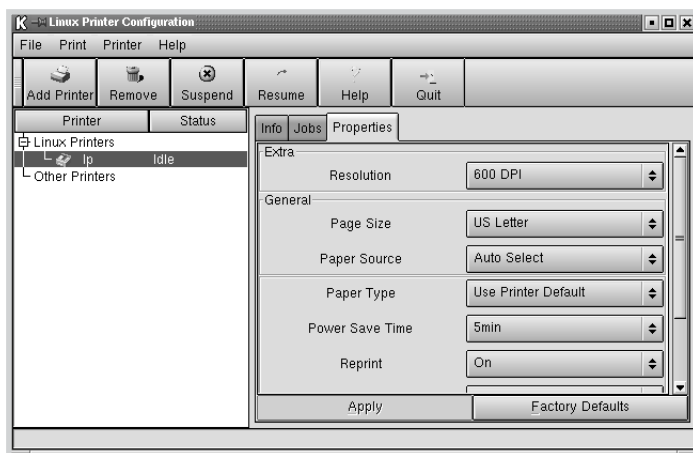 K Linux Printer Configuration
File Print Printer Help
Add Printer Remove Suspend Resume Help Quit
Printer Status
Linux Printers
lp Idle
Other Printers
Info Jobs Properties
Extra
Resolution 600 DPI
General
Page Size US Letter
Paper Source Auto Select
Paper Type Use Printer Default
Power Save Time 5min
Reprint On
Apply Factory Defaults